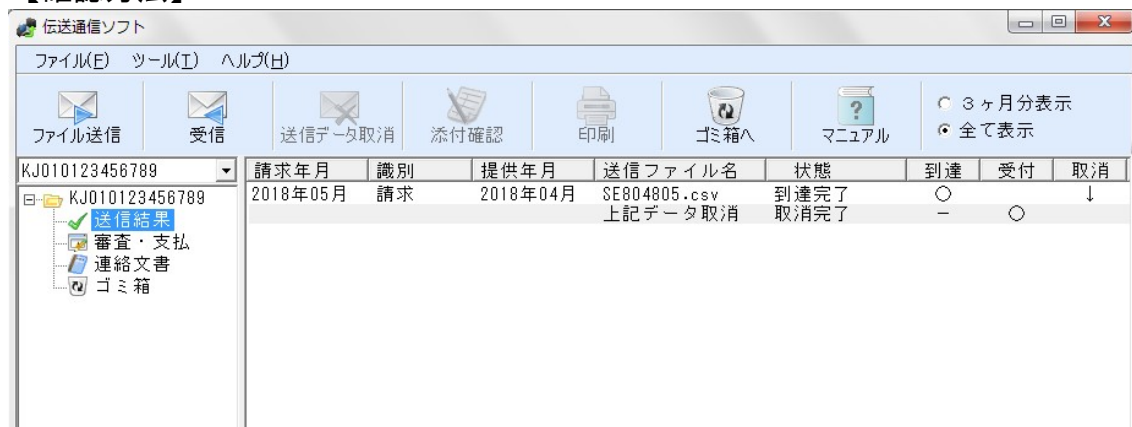 伝送通信ソフト
ファイル(F) ツール(T) ヘルプ(H)
ファイル送信 受信 送信データ取消 添付確認 印刷 ゴミ箱へ マニュアル
3ヶ月分表示
全て表示
KJ010123456789
KJ010123456789
送信結果
審査・支払
連絡文書
ゴミ箱
請求年月 識別 提供年月 送信ファイル名 状態 到達 受付 取消
2018年05月 請求 2018年04月 SE804805.csv 到達完了 ○ ↓
上記データ取消 取消完了 − ○